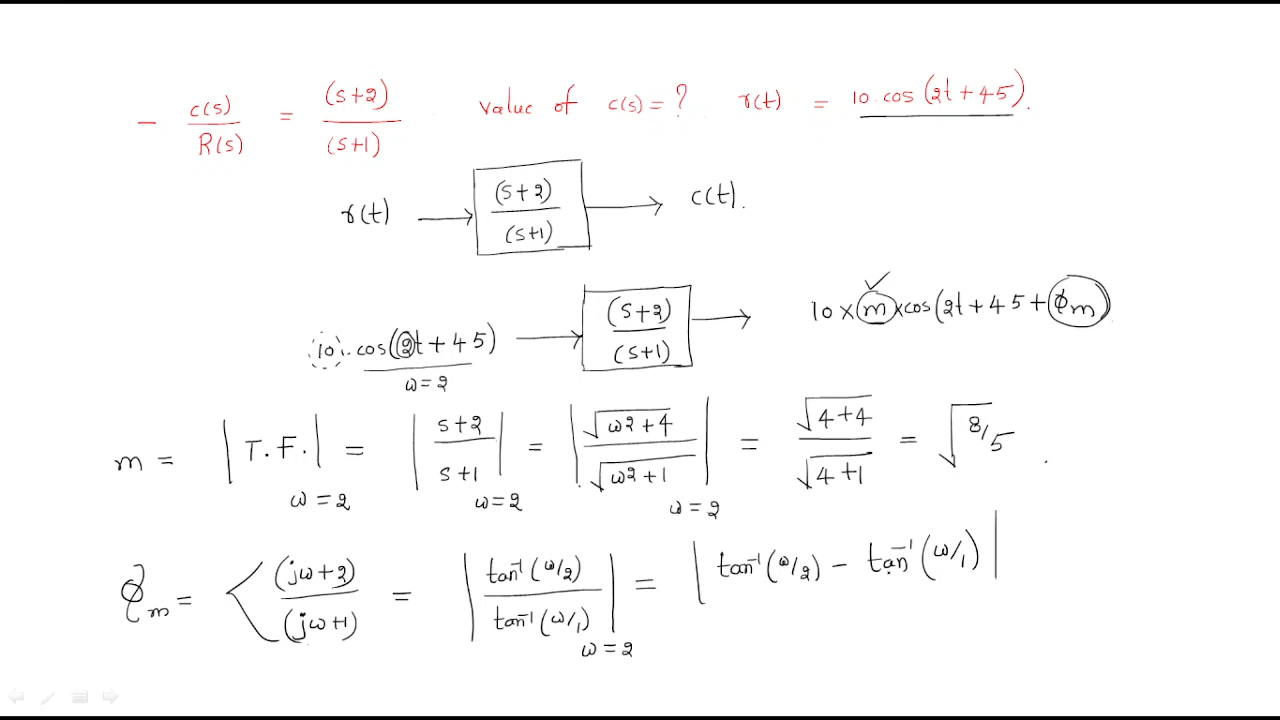 - c(s)/R(s) = (s+2)/(s+1) value of c(s) = ? r(t) = 10.cos(2t+45).
r(t) → (s+2)/(s+1) → c(t).
10.cos(2t+45) → (s+2)/(s+1) → 10×m×cos(2t+45+ϕm) ✓
ω=2
m = |T.F.| ω=2 = |s+2/s+1| ω=2 = |√ω2+4/√ω2+1| ω=2 = √4+4/√4+1 = √8/5 .
ϕm = <(jω+2)/(jω+1) = |tan⁻¹(ω/2)/tan⁻¹(ω/1)| ω=2 = |tan⁻¹(ω/2) - tan⁻¹(ω/1)|